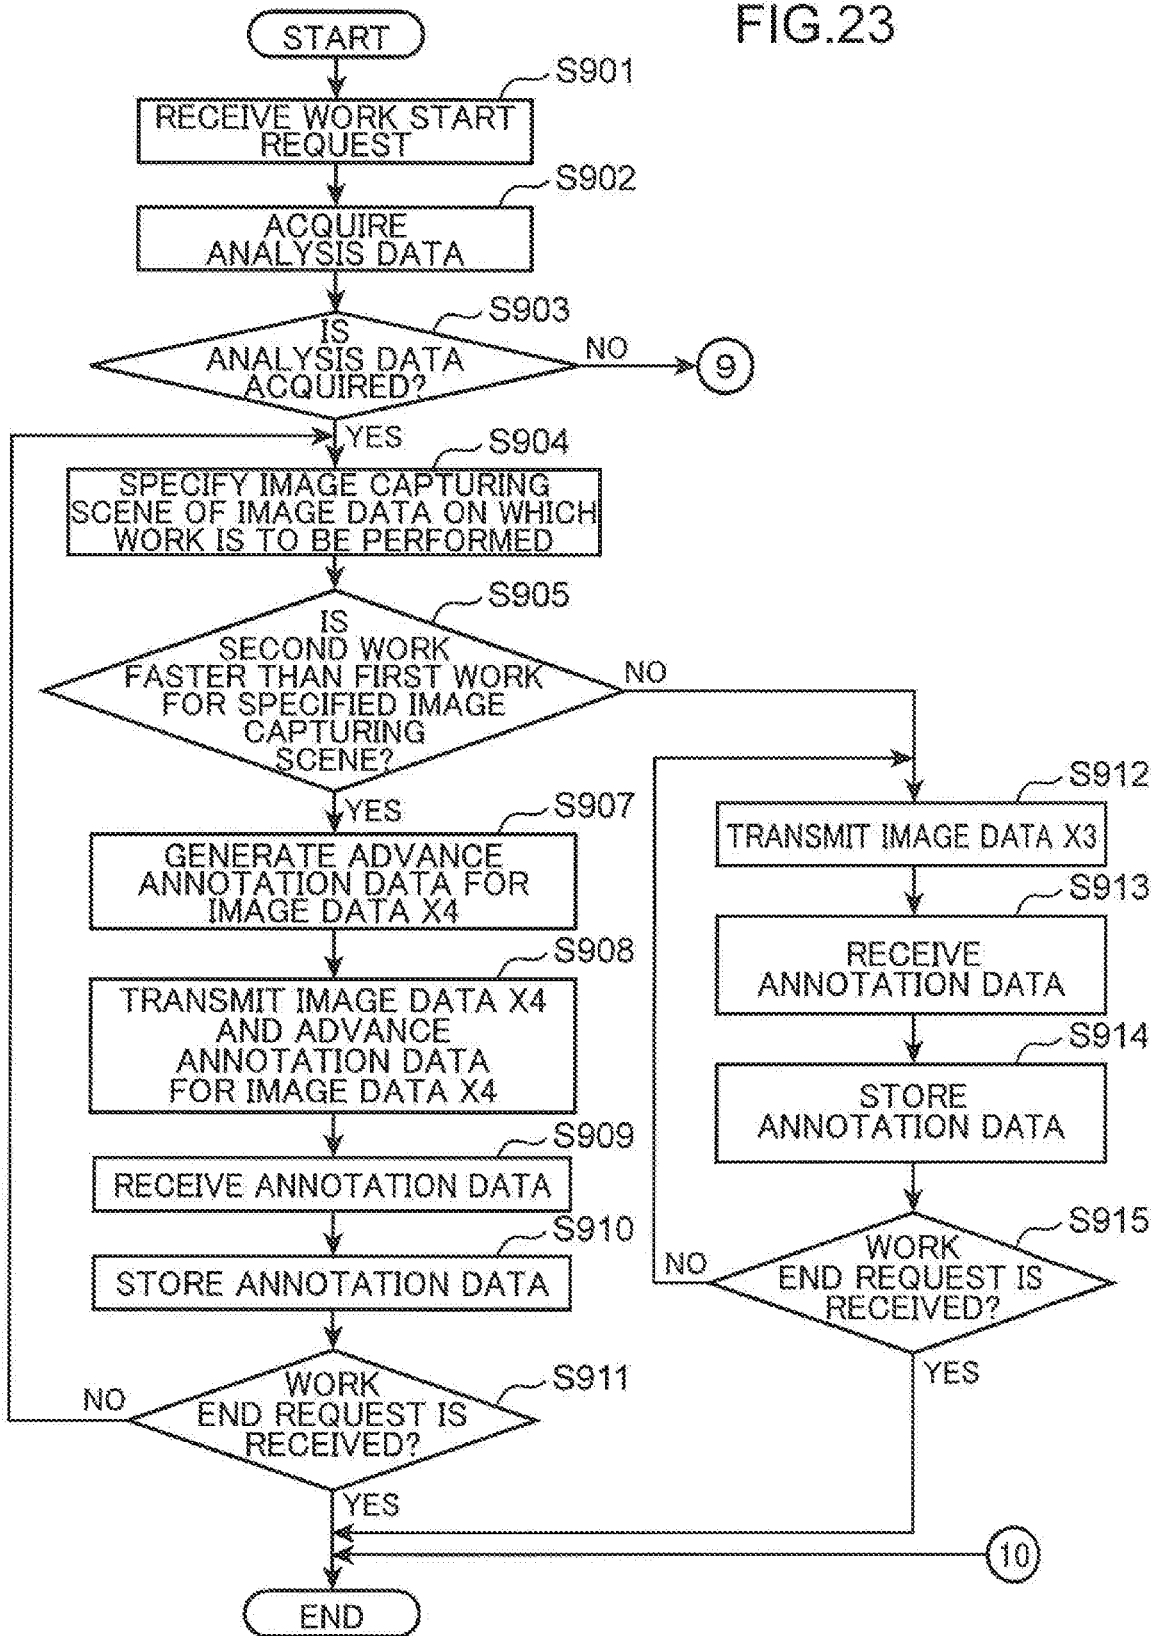 FIG.23
START
S901
RECEIVE WORK START
REQUEST
S902
ACQUIRE
ANALYSIS DATA
S903
IS
ANALYSIS DATA
ACQUIRED?
NO
9
YES
S904
SPECIFY IMAGE CAPTURING
SCENE OF IMAGE DATA ON WHICH
WORK IS TO BE PERFORMED
S905
IS
SECOND WORK
FASTER THAN FIRST WORK
FOR SPECIFIED IMAGE
CAPTURING
SCENE?
NO
YES
S907
GENERATE ADVANCE
ANNOTATION DATA FOR
IMAGE DATA X4
S908
TRANSMIT IMAGE DATA X4
AND ADVANCE
ANNOTATION DATA
FOR IMAGE DATA X4
S909
RECEIVE ANNOTATION DATA
S910
STORE ANNOTATION DATA
S911
WORK
END REQUEST IS
RECEIVED?
NO
YES
S912
TRANSMIT IMAGE DATA X3
S913
RECEIVE
ANNOTATION DATA
S914
STORE
ANNOTATION DATA
S915
WORK
END REQUEST IS
RECEIVED?
NO
YES
10
END